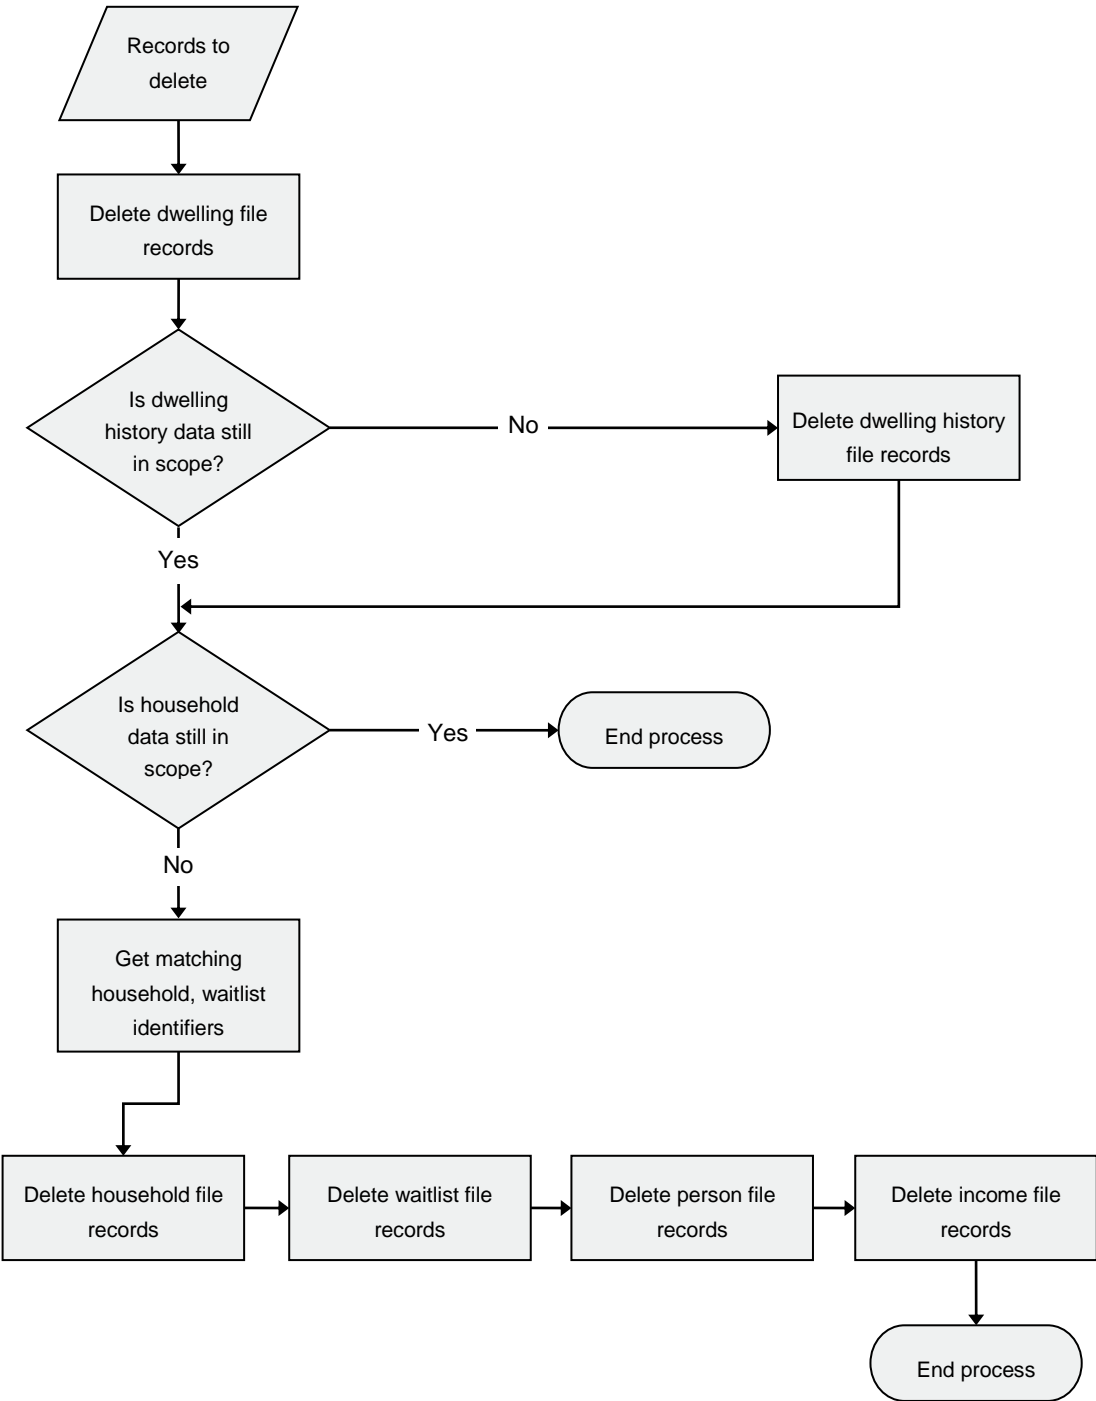 Records to
delete
Delete dwelling file
records
Is dwelling
history data still
in scope?
No
Delete dwelling history
file records
Yes
Is household
data still in
scope?
Yes
End process
No
Get matching
household, waitlist
identifiers
Delete household file
records
Delete waitlist file
records
Delete person file
records
Delete income file
records
End process